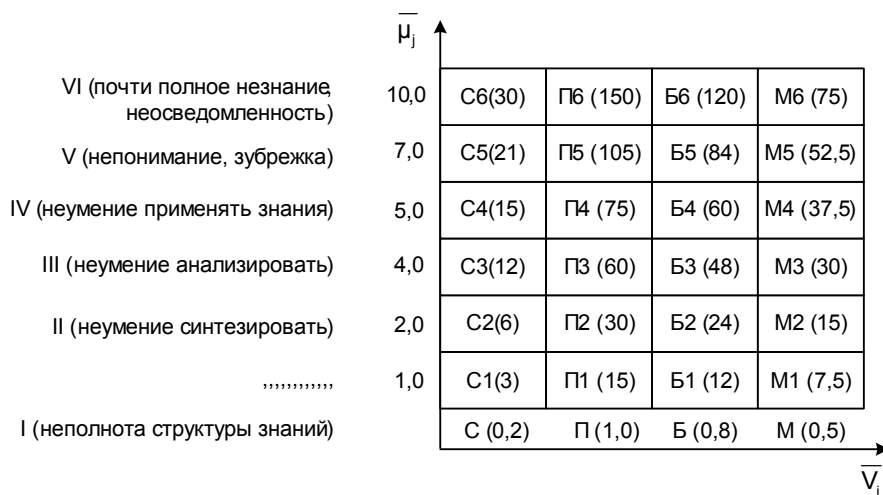 μj
VI (почти полное незнание,
неосведомленность)
10,0 С6(30) П6 (150) Б6 (120) М6 (75)
V (непонимание, зубрежка) 7,0 С5(21) П5 (105) Б5 (84) М5 (52,5)
IV (неумение применять знания) 5,0 С4(15) П4 (75) Б4 (60) М4 (37,5)
III (неумение анализировать) 4,0 С3(12) П3 (60) Б3 (48) М3 (30)
II (неумение синтезировать) 2,0 С2(6) П2 (30) Б2 (24) М2 (15)
,,,,,,,,,,,, 1,0 С1(3) П1 (15) Б1 (12) М1 (7,5)
I (неполнота структуры знаний) С (0,2) П (1,0) Б (0,8) М (0,5)
Vi